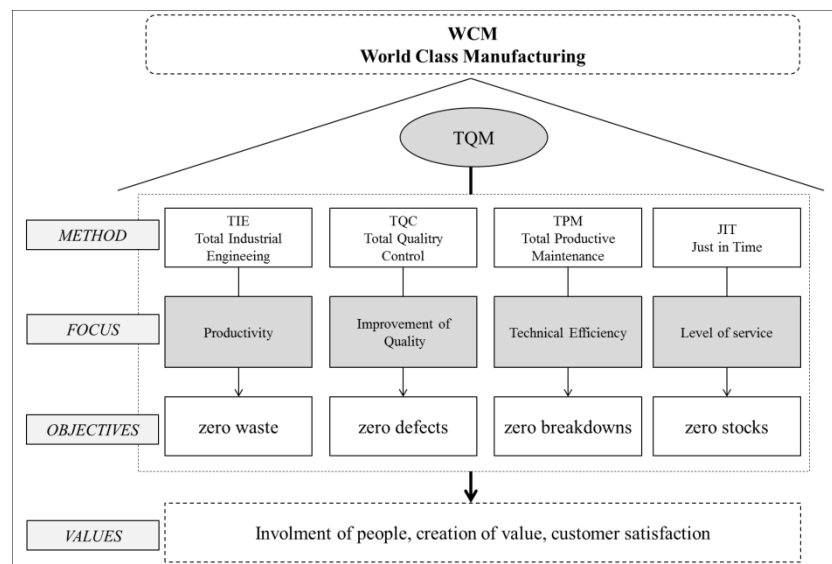 WCM
World Class Manufacturing
TQM
METHOD
TIE
Total Industrial
Engineeing
TQC
Total Qualitry
Control
TPM
Total Productive
Maintenance
JIT
Just in Time
FOCUS
Productivity
Improvement of
Quality
Technical Efficiency
Level of service
OBJECTIVES
zero waste
zero defects
zero breakdowns
zero stocks
VALUES
Involment of people, creation of value, customer satisfaction